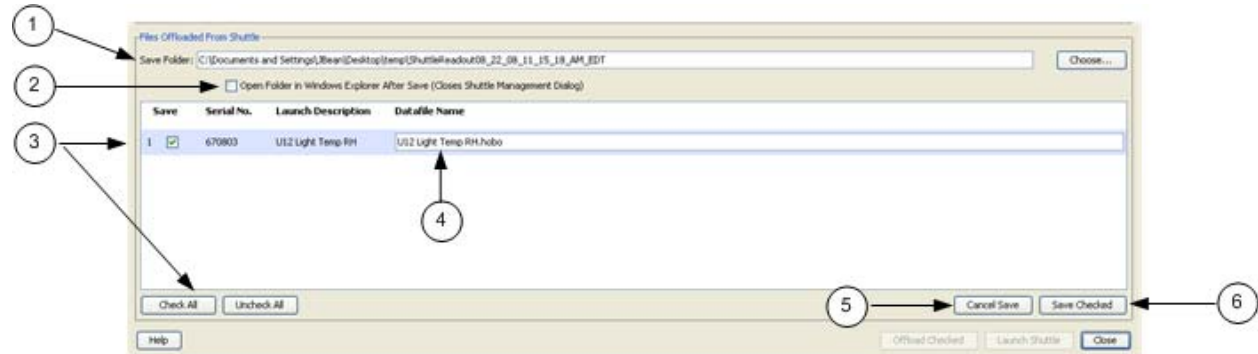 1
Files Offloaded From Shuttle
Save Folder: C:\Documents and Settings\JBean\Desktop\temp\ShuttleReadout08_22_08_11_15_18_AM_EDT Choose...
2
Open Folder in Windows Explorer After Save (Closes Shuttle Management Dialog)
Save Serial No. Launch Description Datafile Name
3
1 670803 U12 Light Temp RH U12 Light Temp RH.hobo
4
Check All Uncheck All 5 Cancel Save Save Checked 6
Help Offload Checked Launch Shuttle Close